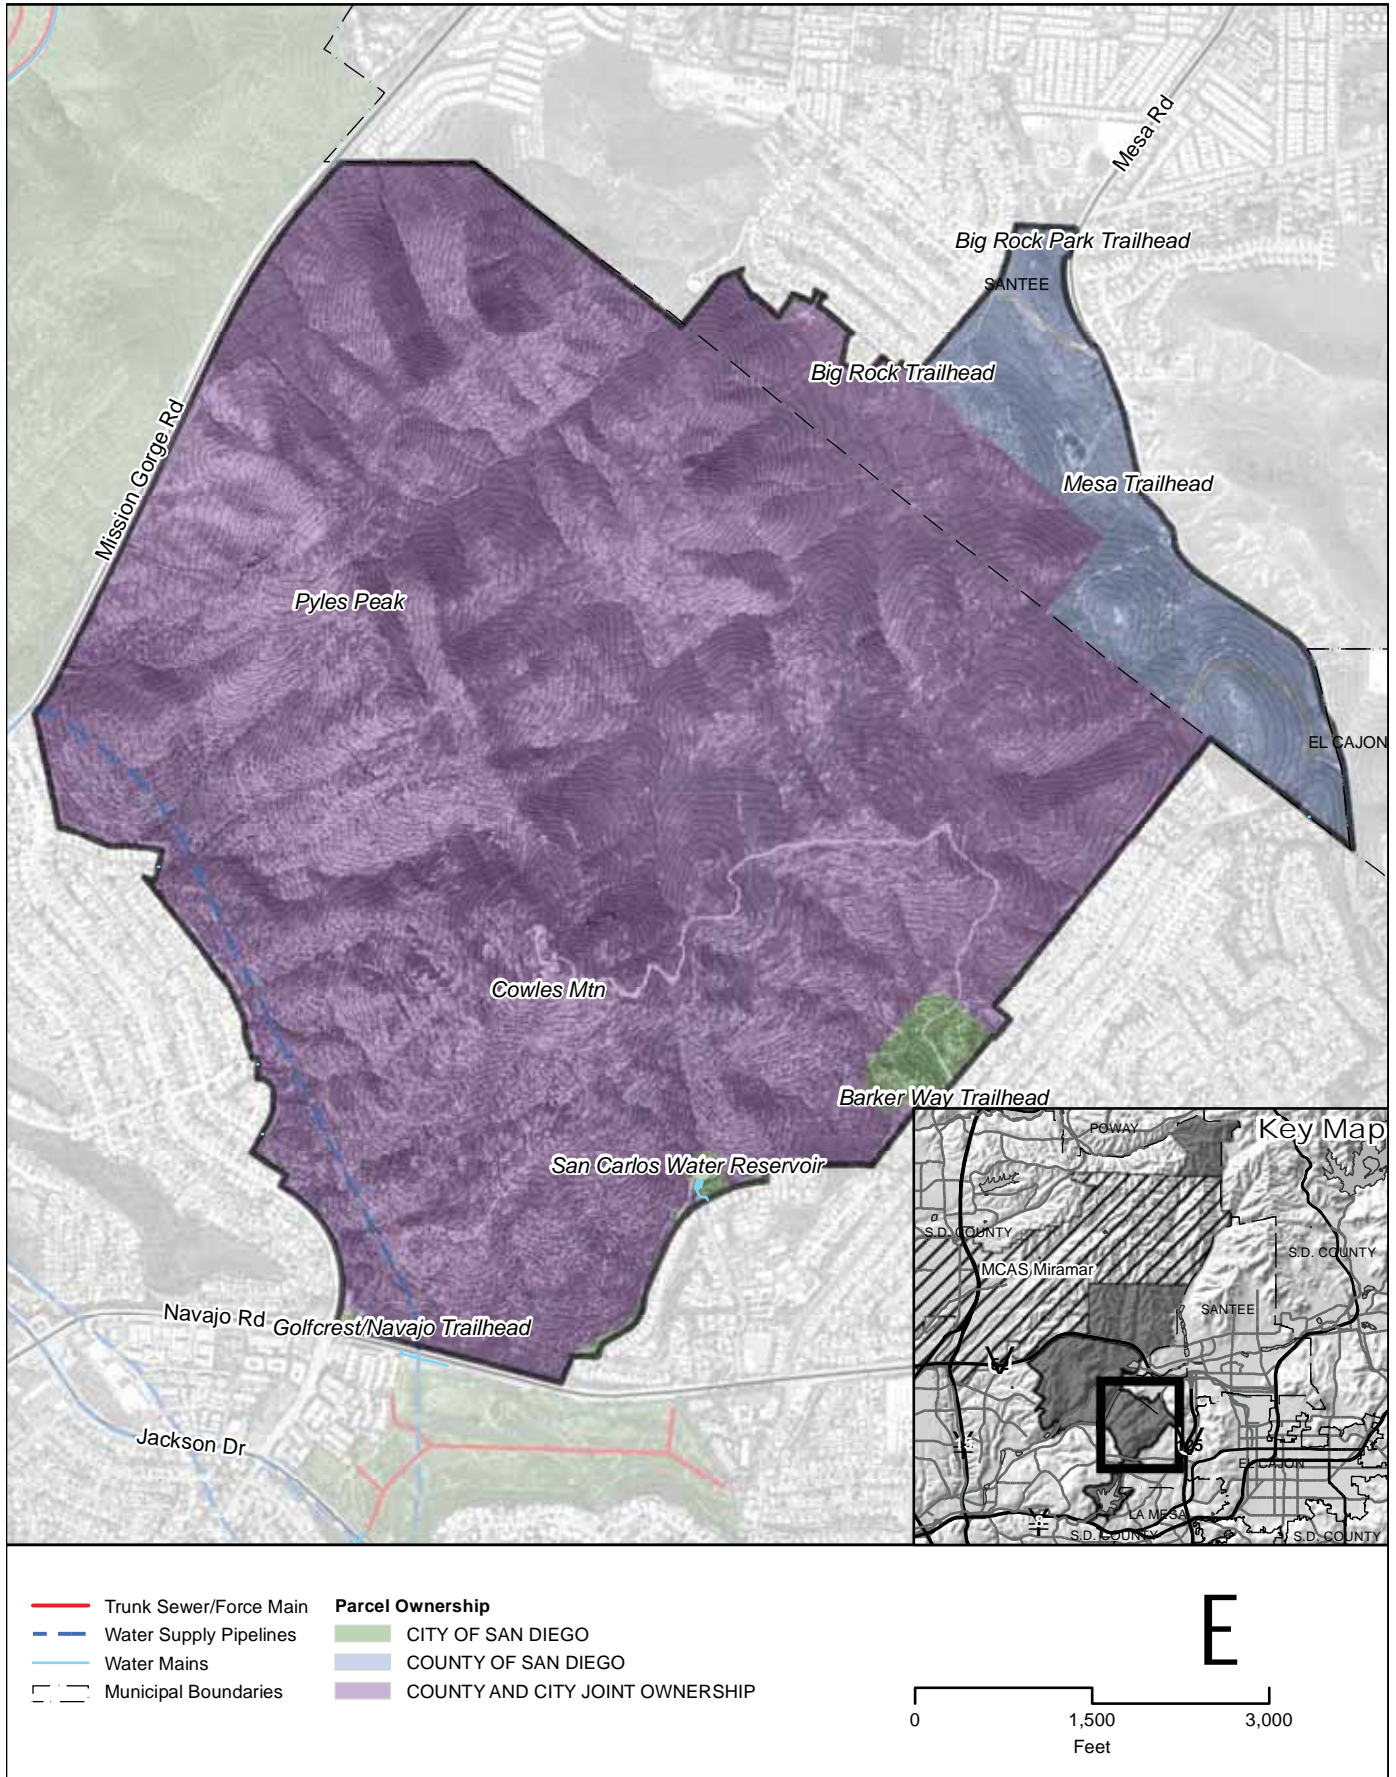 Mesa Rd
Big Rock Park Trailhead
SANTEE
Big Rock Trailhead
Mission Gorge Rd
Mesa Trailhead
Pyles Peak
EL CAJON
Cowles Mtn
Barker Way Trailhead
San Carlos Water Reservoir
Navajo Rd
Golfcrest/Navajo Trailhead
Jackson Dr
Key Map
POWAY
S.D. COUNTY
S.D. COUNTY
MCAS Miramar
SANTEE
EL CAJON
LA MESA
S.D. COUNTY
S.D. COUNTY
Trunk Sewer/Force Main
Water Supply Pipelines
Water Mains
Municipal Boundaries
Parcel Ownership
CITY OF SAN DIEGO
COUNTY OF SAN DIEGO
COUNTY AND CITY JOINT OWNERSHIP
E
0 1,500 3,000
Feet